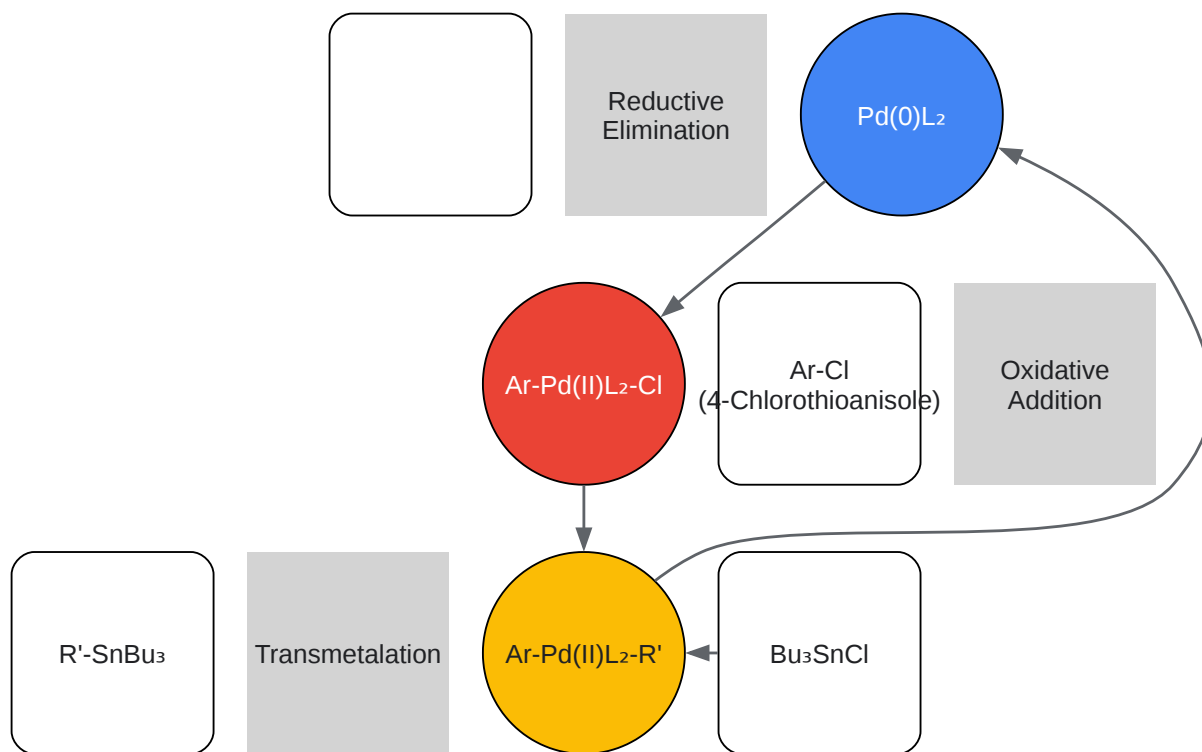 Reductive
Elimination
Pd(0)L₂
Ar-Pd(II)L₂-Cl
Ar-Cl
(4-Chlorothioanisole)
Oxidative
Addition
R'-SnBu₃
Transmetalation
Ar-Pd(II)L₂-R'
Bu₃SnCl